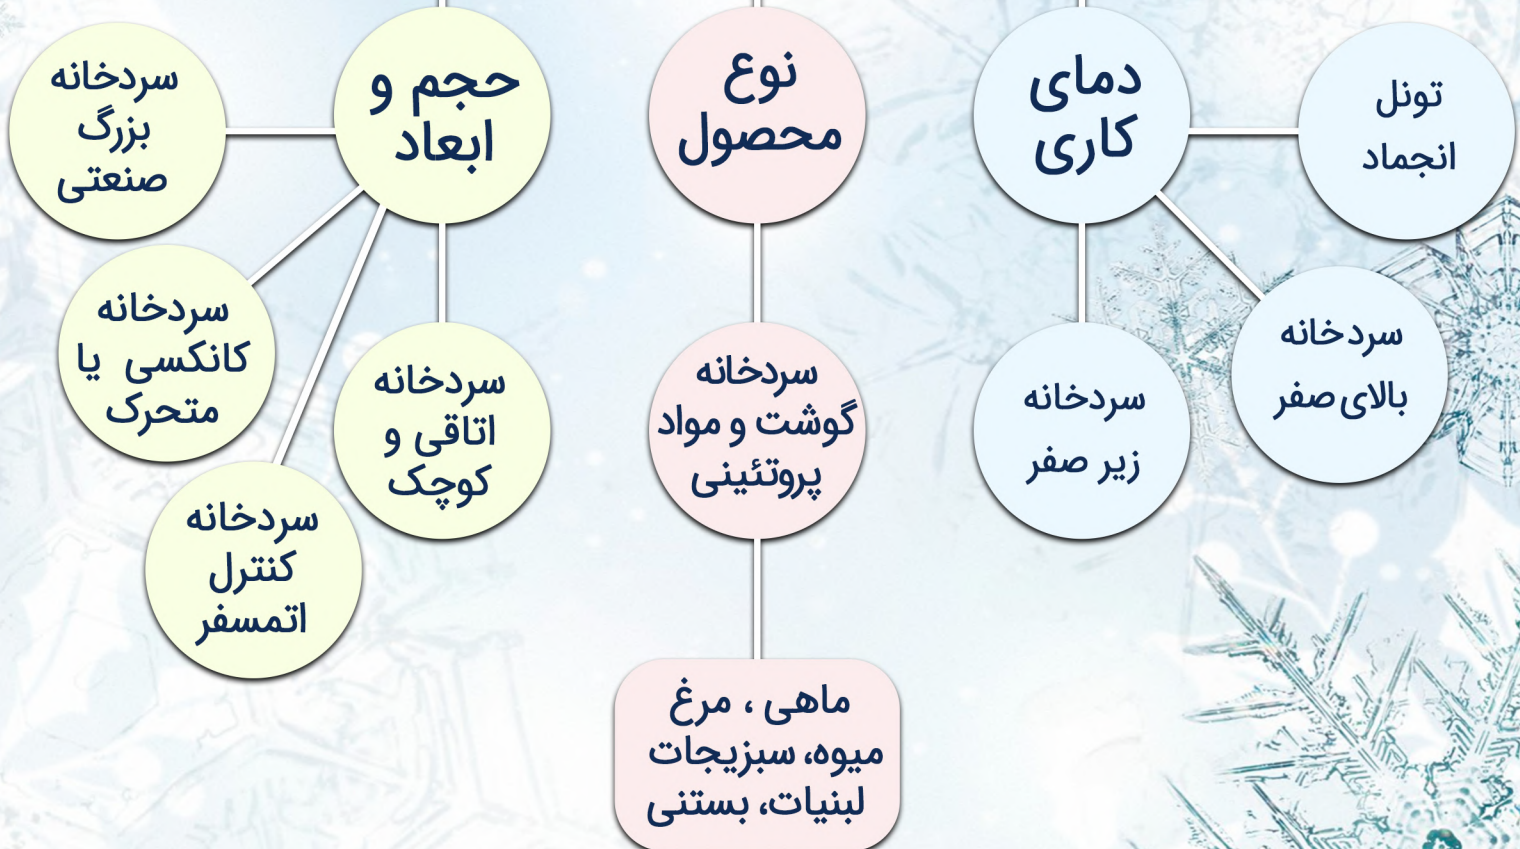 دمای
کاری
تونل
انجماد
سردخانه
بالای صفر
سردخانه
زیر صفر
نوع
محصول
سردخانه
گوشت و مواد
پروتئینی
ماهی ، مرغ
میوه، سبزیجات
لبنیات، بستنی
حجم و
ابعاد
سردخانه
اتاقی و
کوچک
سردخانه
کنترل
اتمسفر
سردخانه
کانکسی یا
متحرک
سردخانه
بزرگ
صنعتی